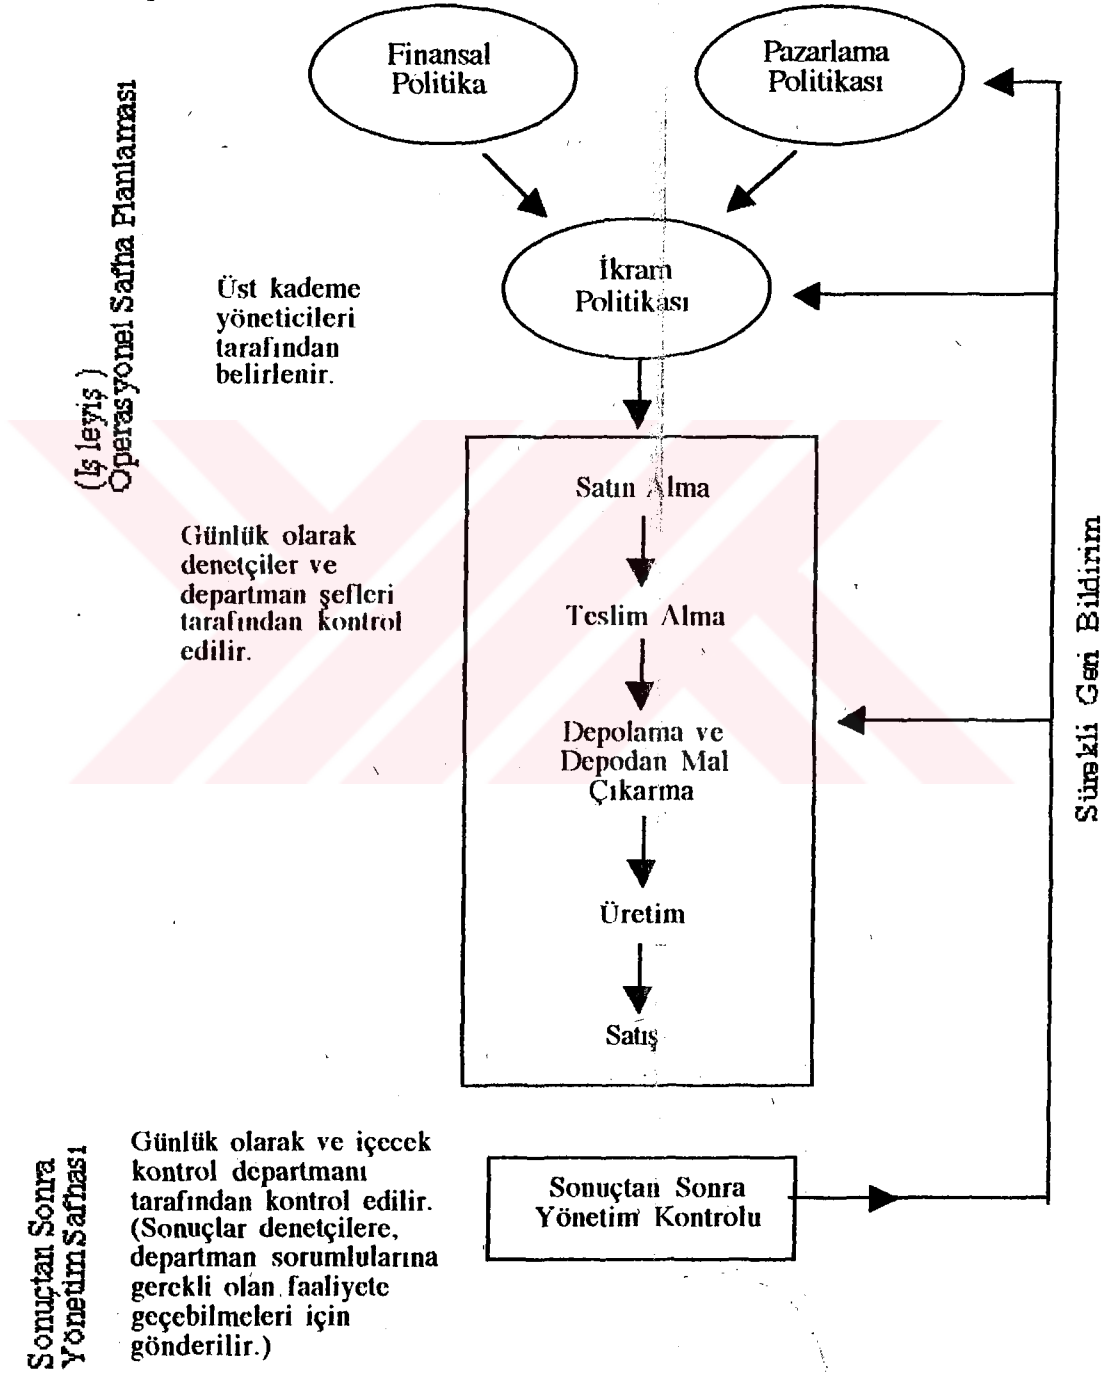 Finansal
Politika
Pazarlama
Politikası
(İş leyiş )
Operasyonel Safha Planlaması
Üst kademe
yöneticileri
tarafından
belirlenir.
İkram
Politikası
Günlük olarak
denetçiler ve
departman şefleri
tarafından kontrol
edilir.
Satın Alma
Teslim Alma
Depolama ve
Depodan Mal
Çıkarma
Üretim
Satış
Sürekli Geri Bildirim
Sonuçtan Sonra
Yönetim Safhası
Günlük olarak ve içecek
kontrol departmanı
tarafından kontrol edilir.
(Sonuçlar denetçilere,
departman sorumlularına
gerekli olan faaliyete
geçebilmeleri için
gönderilir.)
Sonuçtan Sonra
Yönetim Kontrolu